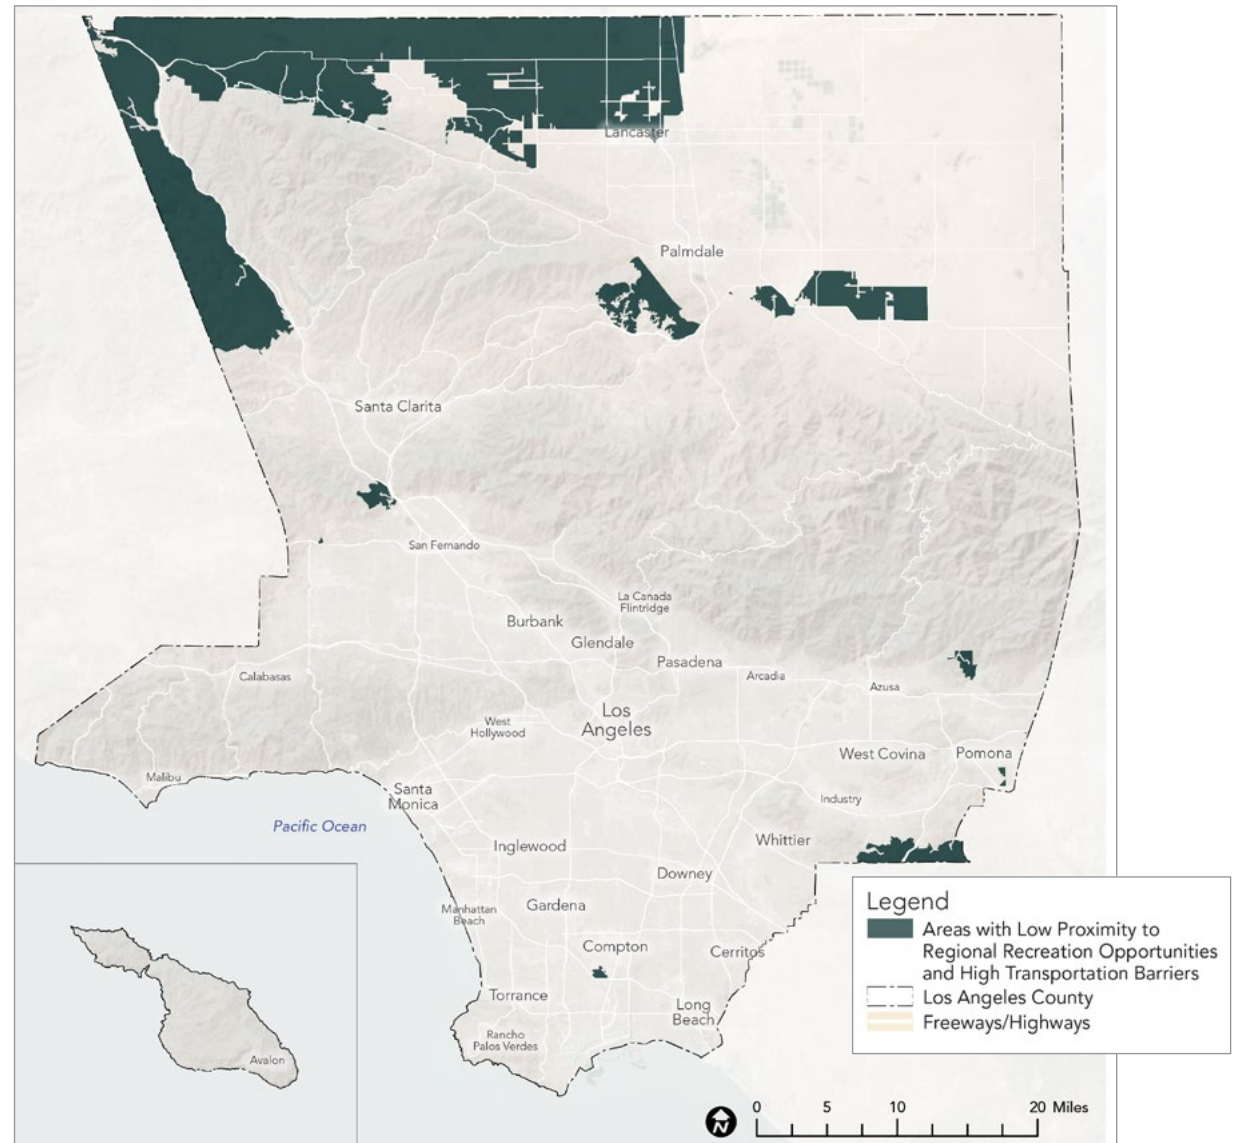 Lancaster
Palmdale
Santa Clarita
San Fernando
La Canada
Flintridge
Burbank
Glendale
Pasadena
Calabasas
Arcadia
Azusa
Los
Angeles
West
Hollywood
West Covina
Pomona
Malibu
Santa
Monica
Industry
Pacific Ocean
Inglewood
Whittier
Downey
Manhattan
Beach
Gardena
Compton
Cerritos
Torrance
Long
Beach
Rancho
Palos Verdes
Avalon
Legend
Areas with Low Proximity to
Regional Recreation Opportunities
and High Transportation Barriers
Los Angeles County
Freeways/Highways
N
0 5 10 20 Miles